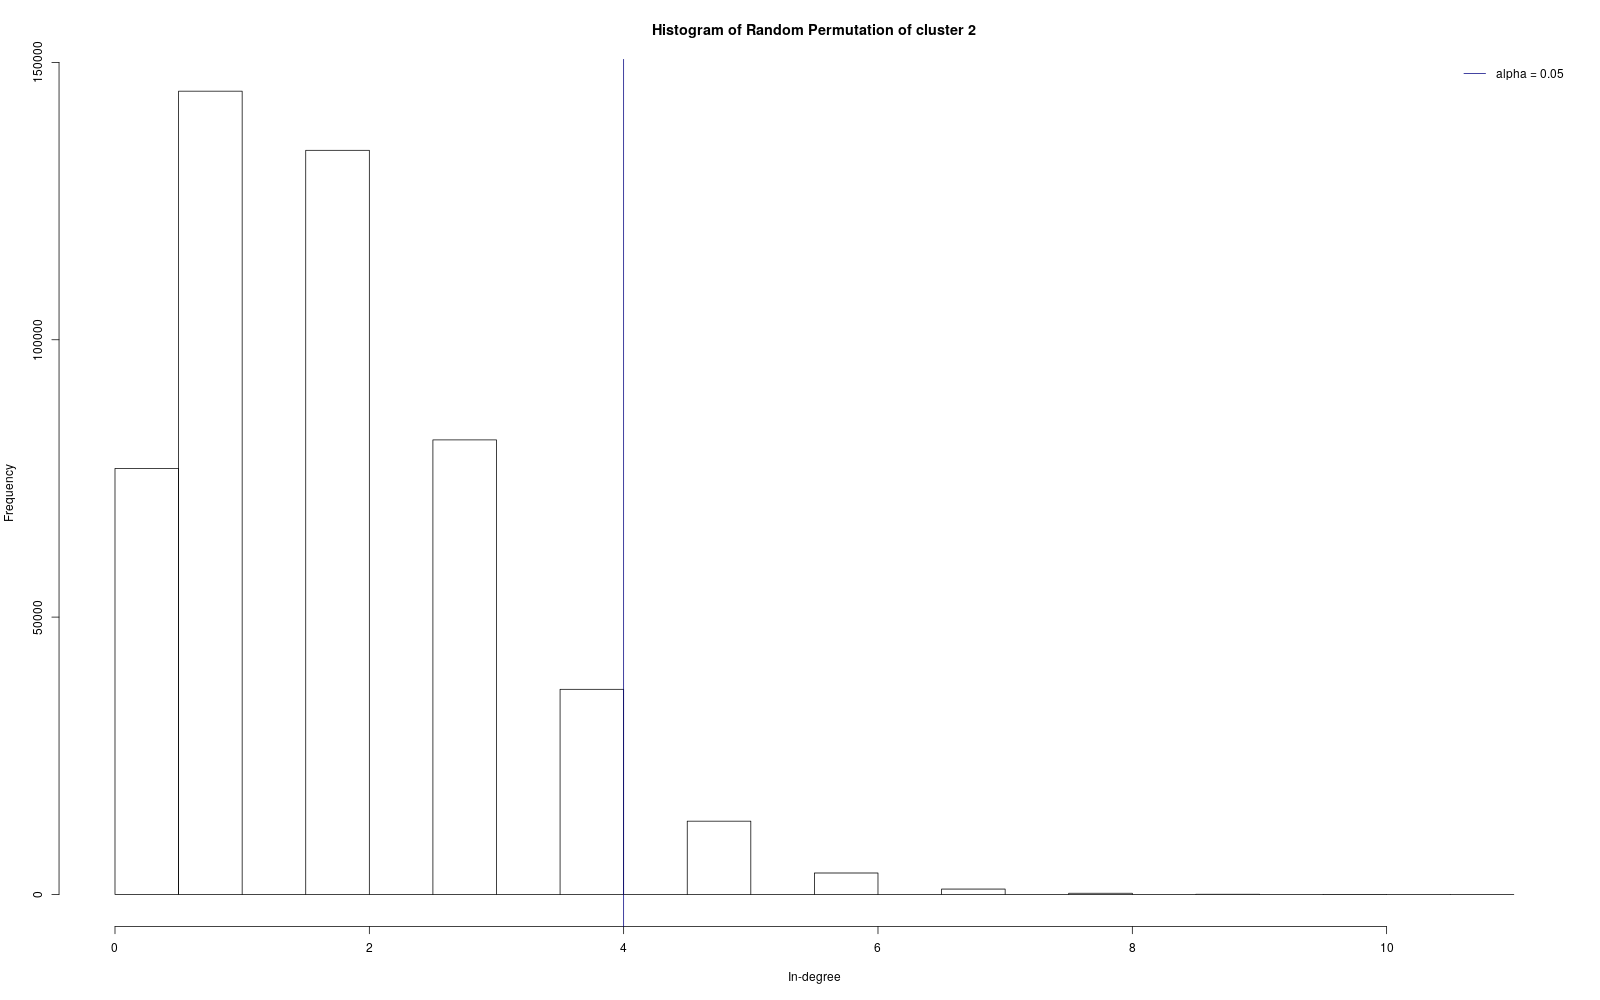 Histogram of Random Permutation of cluster 2
alpha = 0.05
150000
100000
50000
0
Frequency
0 2 4 6 8 10
In-degree